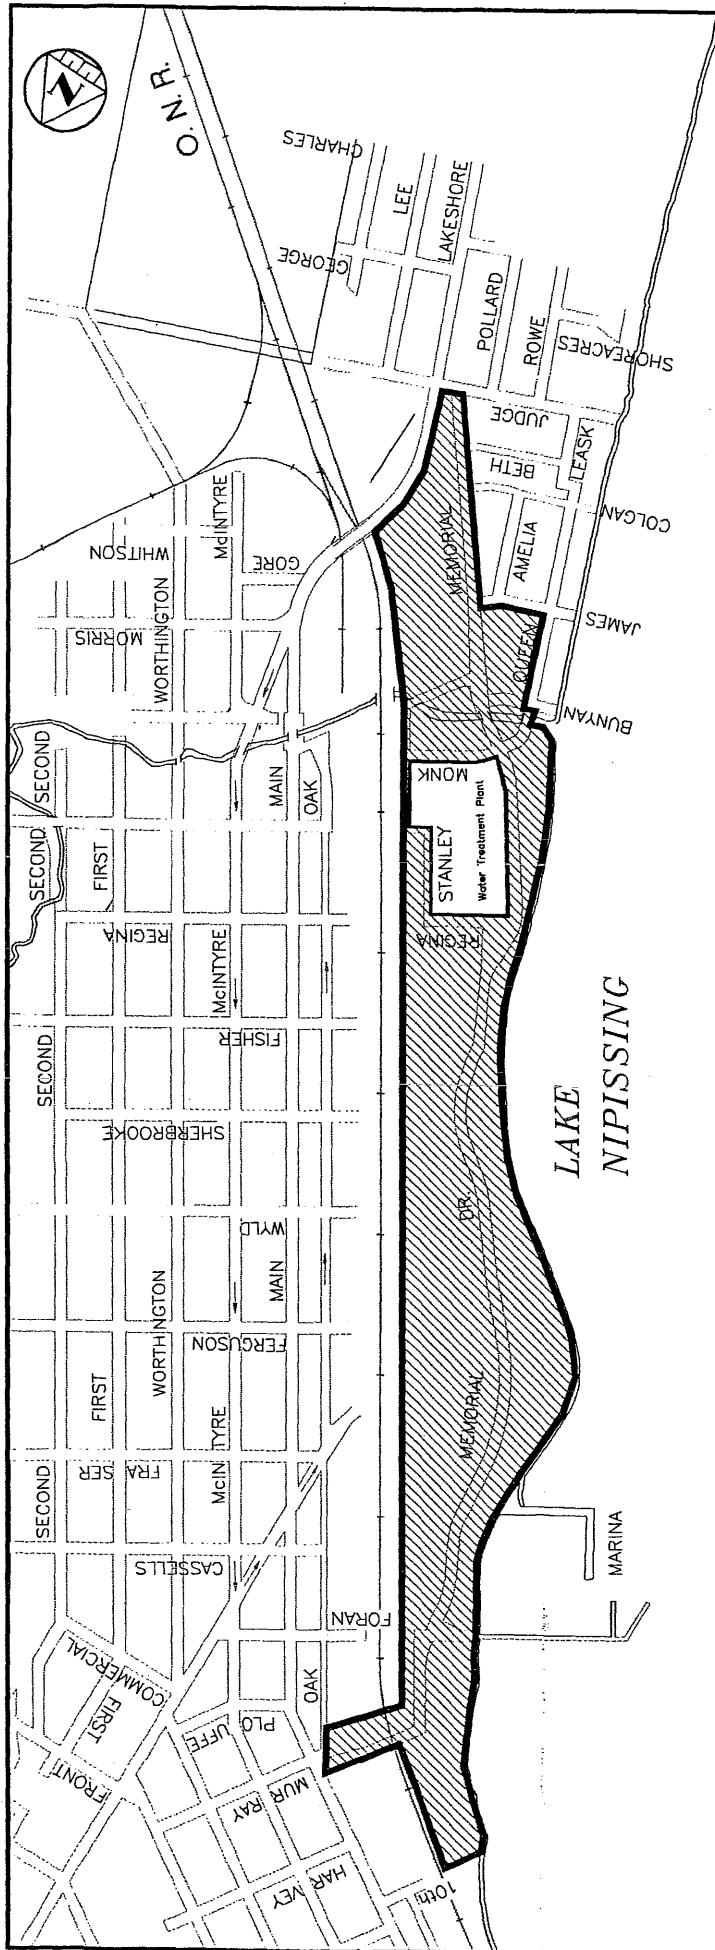 N
O.N.R.
CHARLES
LEE
GEORGE
LAKESHORE
POLLARD
ROWE
SHOREACRES
JUDGE
BETH
LEASK
COLGAN
AMELIA
MEMORIAL
JAMES
QUEEN
BUNYAN
WHITSON
McINTYRE
GORE
MORRIS
WORTHINGTON
SECOND
MAIN
OAK
MONK
STANLEY
Water Treatment Plant
SECOND
FIRST
REGINA
REGINA
McINTYRE
FISHER
SECOND
SHERBROOKE
LAKE
NIPISSING
WYLD
DR.
MAIN
WORTHINGTON
FERGUSON
FIRST
McINTYRE
MEMORIAL
FRASER
SECOND
CASSELLS
MARINA
FORAN
COMMERCIAL
OAK
FIRST
PLOUFFE
FRONT
MURRAY
HARVEY
10th